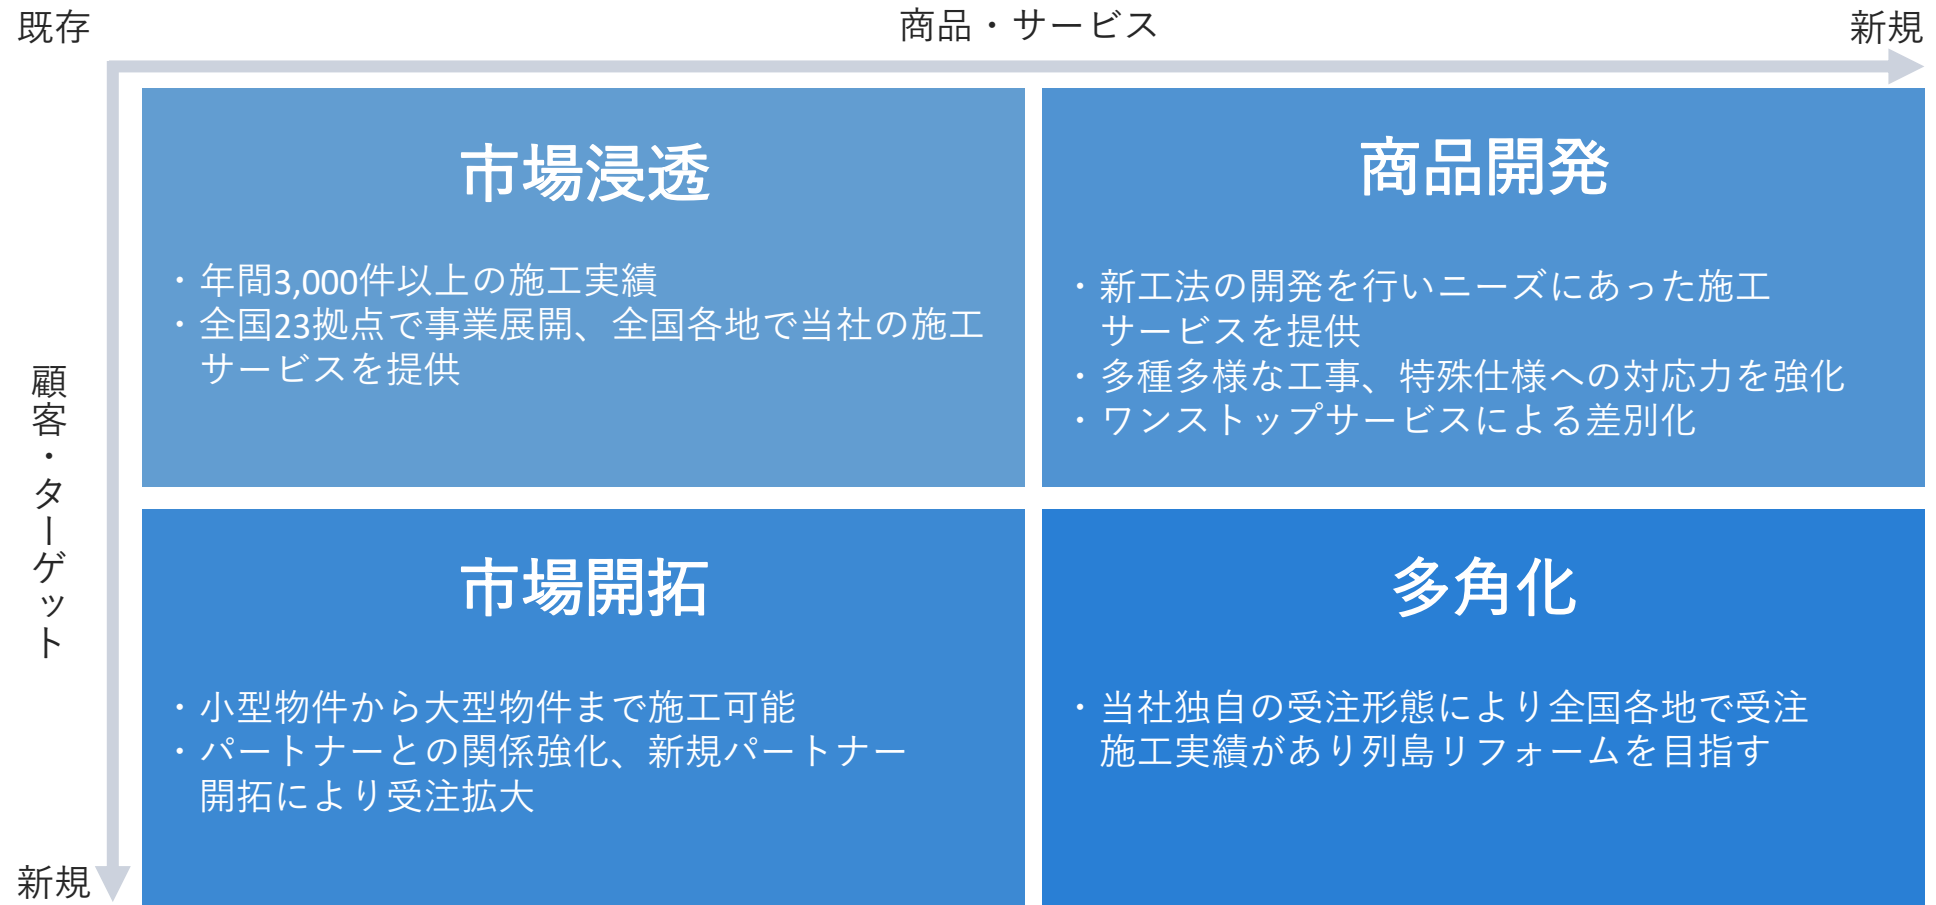 既存
商品・サービス
新規
市場浸透
・年間3,000件以上の施工実績
・全国23拠点で事業展開、全国各地で当社の施工
サービスを提供
商品開発
・新工法の開発を行いニーズにあった施工
サービスを提供
・多種多様な工事、特殊仕様への対応力を強化
・ワンストップサービスによる差別化
顧客・ターゲット
市場開拓
・小型物件から大型物件まで施工可能
・パートナーとの関係強化、新規パートナー
開拓により受注拡大
多角化
・当社独自の受注形態により全国各地で受注
施工実績があり列島リフォームを目指す
新規